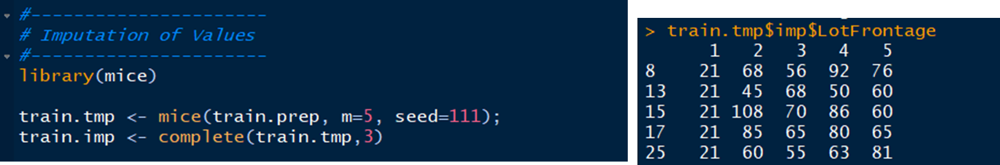 #----------------------
# Imputation of Values
#----------------------
library(mice)
train.tmp <- mice(train.prep, m=5, seed=111);
train.imp <- complete(train.tmp,3)
> train.tmp$imp$LotFrontage
1 2 3 4 5
8 21 68 56 92 76
13 21 45 68 50 60
15 21 108 70 86 60
17 21 85 65 80 65
25 21 60 55 63 81